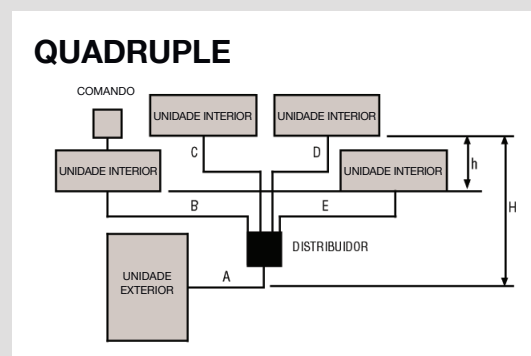 QUADRUPLE
COMANDO
UNIDADE INTERIOR
UNIDADE INTERIOR
C
D
UNIDADE INTERIOR
UNIDADE INTERIOR
h
B
E
H
DISTRIBUIDOR
UNIDADE
EXTERIOR
A